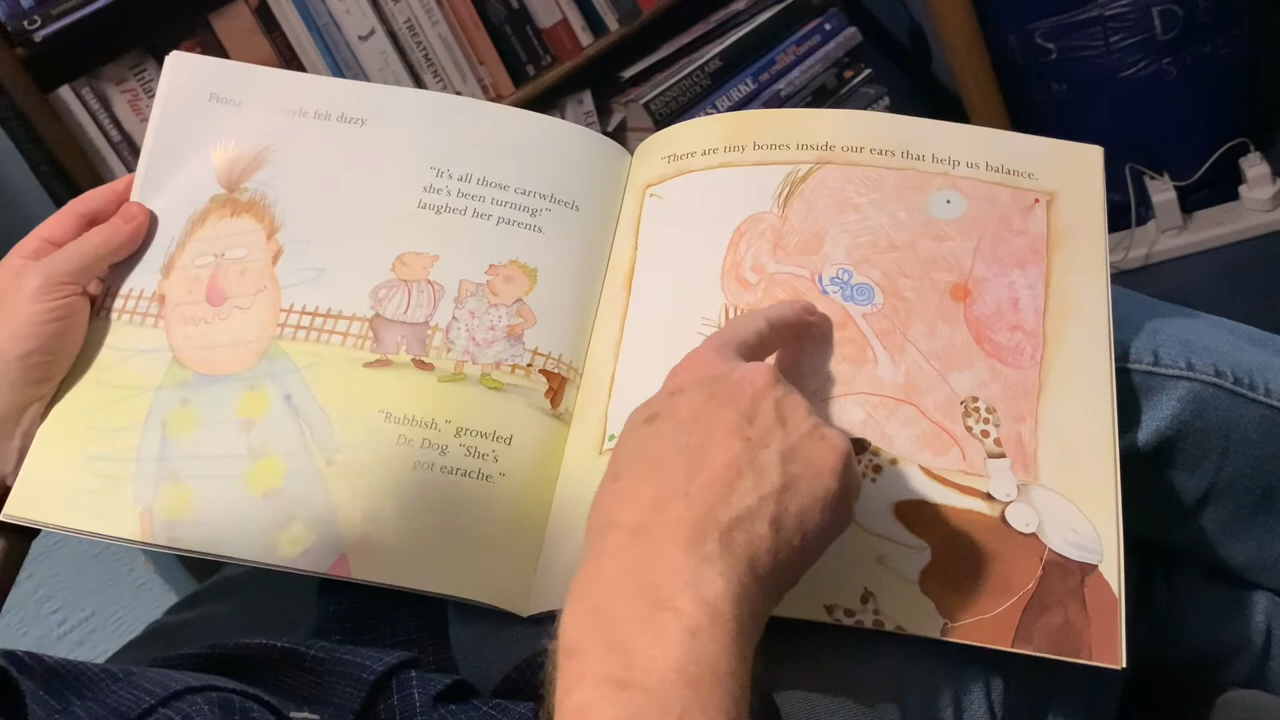 felt dizzy.
"It's all those cartwheels
she's been turning!"
laughed her parents.
"Rubbish," growled
Dr. Dog. "She's
got earache."
"There are tiny bones inside our ears that help us balance.
TREATMENT
KENNETH CLARK
CIVILISATION
BURKE